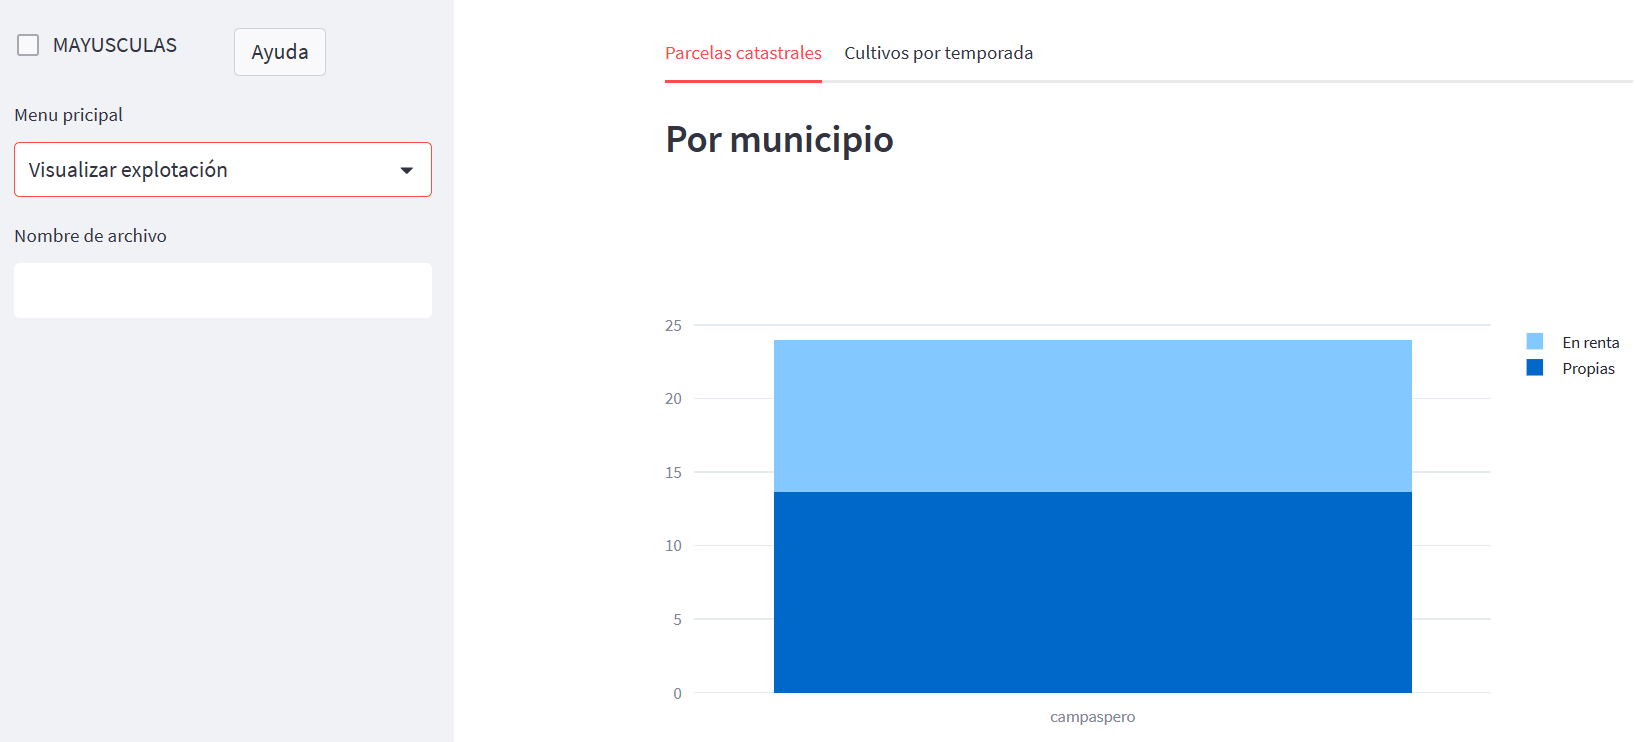 MAYUSCULAS
Ayuda
Menu pricipal
Visualizar explotación
Nombre de archivo
Parcelas catastrales
Cultivos por temporada
Por municipio
25
20
15
10
5
0
campaspero
En renta
Propias